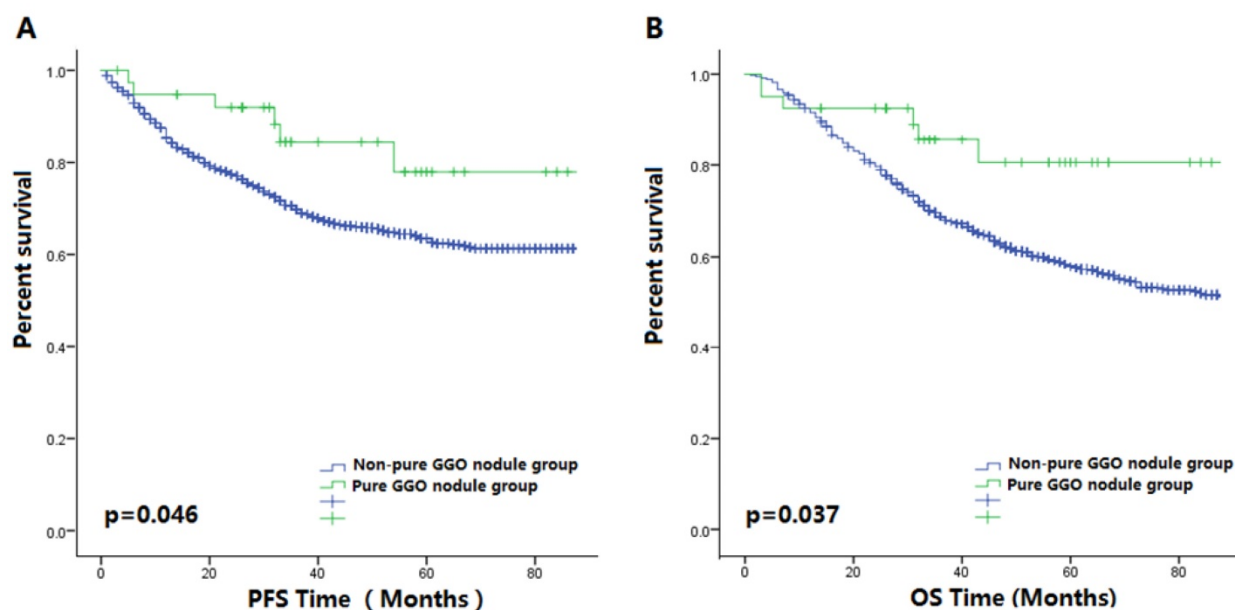 A
Percent survival
1.0
0.8
0.6
0.4
0.2
0.0
Non-pure GGO nodule group
Pure GGO nodule group
p=0.046
0 20 40 60 80
PFS Time ( Months )
B
Percent survival
1.0
0.8
0.6
0.4
0.2
0.0
Non-pure GGO nodule group
Pure GGO nodule group
p=0.037
0 20 40 60 80
OS Time (Months)